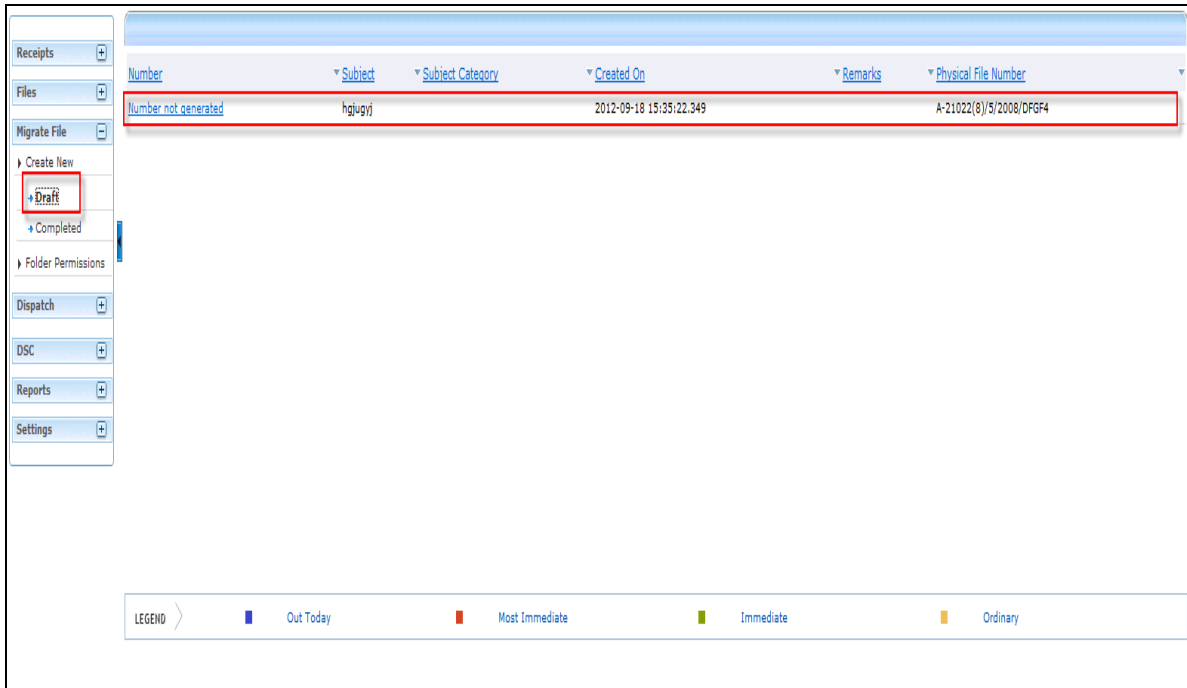 Receipts
Files
Migrate File
Create New
Draft
Completed
Folder Permissions
Dispatch
DSC
Reports
Settings
Number Subject Subject Category Created On Remarks Physical File Number
Number not generated hgjugyj 2012-09-18 15:35:22.349 A-21022(8)/5/2008/DFGF4
LEGEND Out Today Most Immediate Immediate Ordinary